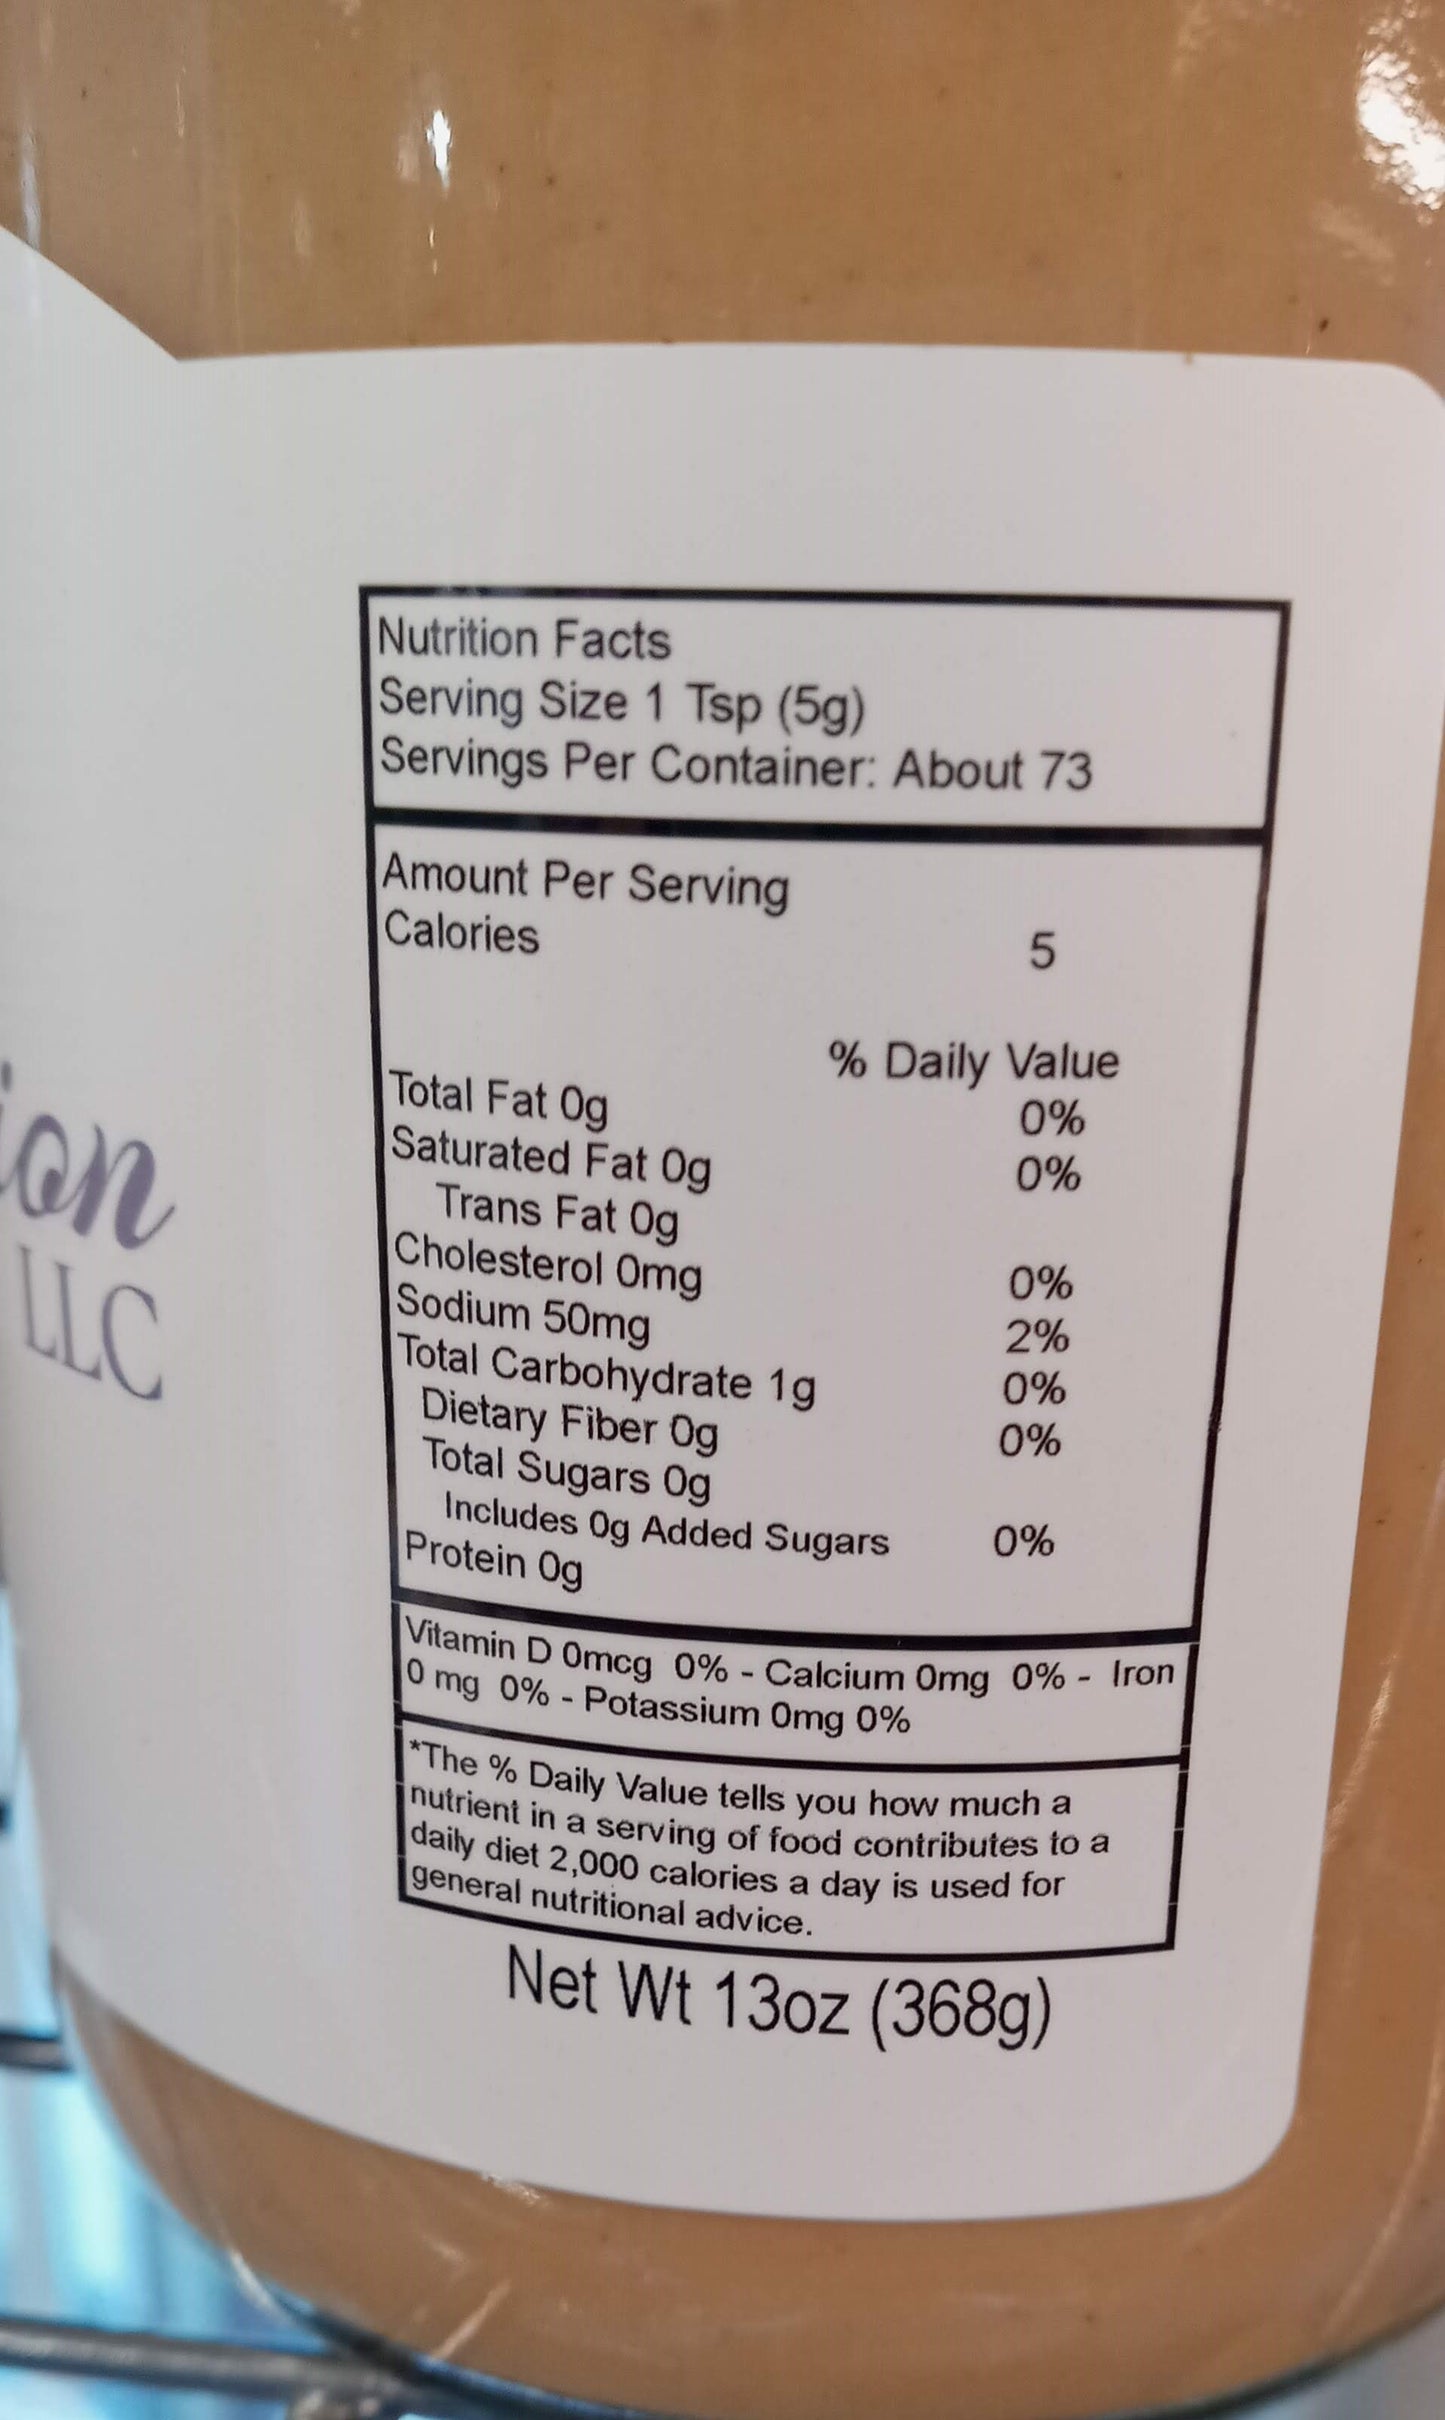 Nutrition Facts
Serving Size 1 Tsp (5g)
Servings Per Container: About 73
Amount Per Serving
Calories 5
% Daily Value
Total Fat 0g 0%
Saturated Fat 0g 0%
Trans Fat 0g
Cholesterol 0mg 0%
Sodium 50mg 2%
Total Carbohydrate 1g 0%
Dietary Fiber 0g 0%
Total Sugars 0g
Includes 0g Added Sugars 0%
Protein 0g
Vitamin D 0mcg 0% - Calcium 0mg 0% - Iron
0 mg 0% - Potassium 0mg 0%
*The % Daily Value tells you how much a
nutrient in a serving of food contributes to a
daily diet 2,000 calories a day is used for
general nutritional advice.
Net Wt 13oz (368g)
ion
LLC